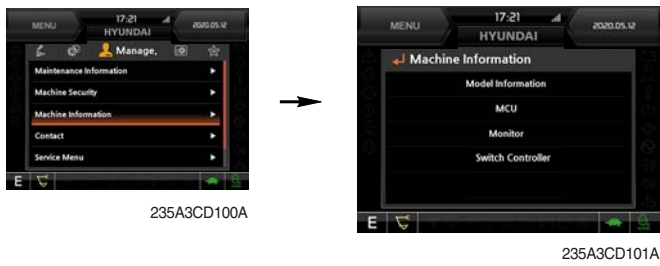 MENU
17:21
2020.05.12
HYUNDAI
Manage.
Maintenance Information
Machine Security
Machine Information
Contact
Service Menu
E
235A3CD100A
MENU
17:21
2020.05.12
HYUNDAI
Machine Information
Model Information
MCU
Monitor
Switch Controller
E
235A3CD101A